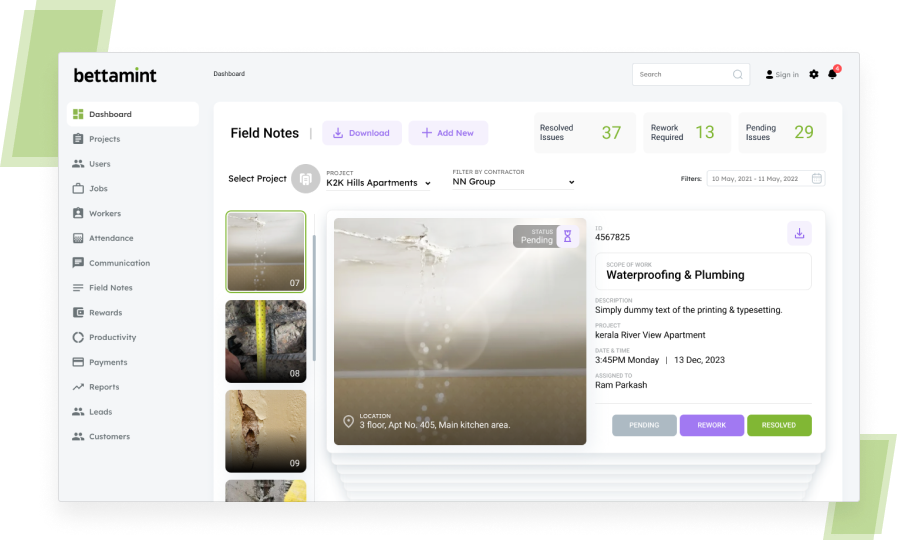 bettamint
Dashboard
Search
Sign in
4
Dashboard
Projects
Users
Jobs
Workers
Attendance
Communication
Field Notes
Rewards
Productivity
Payments
Reports
Leads
Customers
Field Notes | Download + Add New
Resolved Issues 37
Rework Required 13
Pending Issues 29
Select Project
PROJECT
K2K Hills Apartments
FILTER BY CONTRACTOR
NN Group
Filters: 10 May, 2021 - 11 May, 2022
07
08
09
STATUS
Pending
LOCATION
3 floor, Apt No. 405, Main kitchen area.
ID
4567825
SCOPE OF WORK
Waterproofing & Plumbing
DESCRIPTION
Simply dummy text of the printing & typesetting.
PROJECT
kerala River View Apartment
DATE & TIME
3:45PM Monday | 13 Dec, 2023
ASSIGNED TO
Ram Parkash
PENDING REWORK RESOLVED